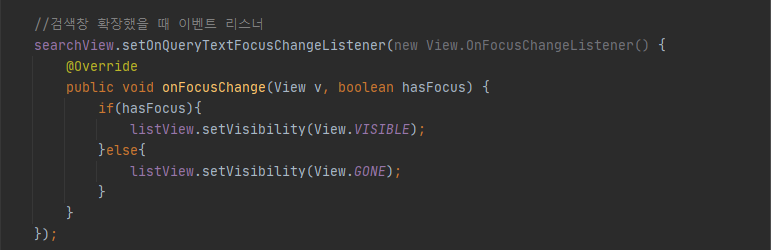 //검색창 확장했을 때 이벤트 리스너
searchView.setOnQueryTextFocusChangeListener(new View.OnFocusChangeListener() {
    @Override
    public void onFocusChange(View v, boolean hasFocus) {
        if(hasFocus){
            listView.setVisibility(View.VISIBLE);
        }else{
            listView.setVisibility(View.GONE);
        }
    }
});